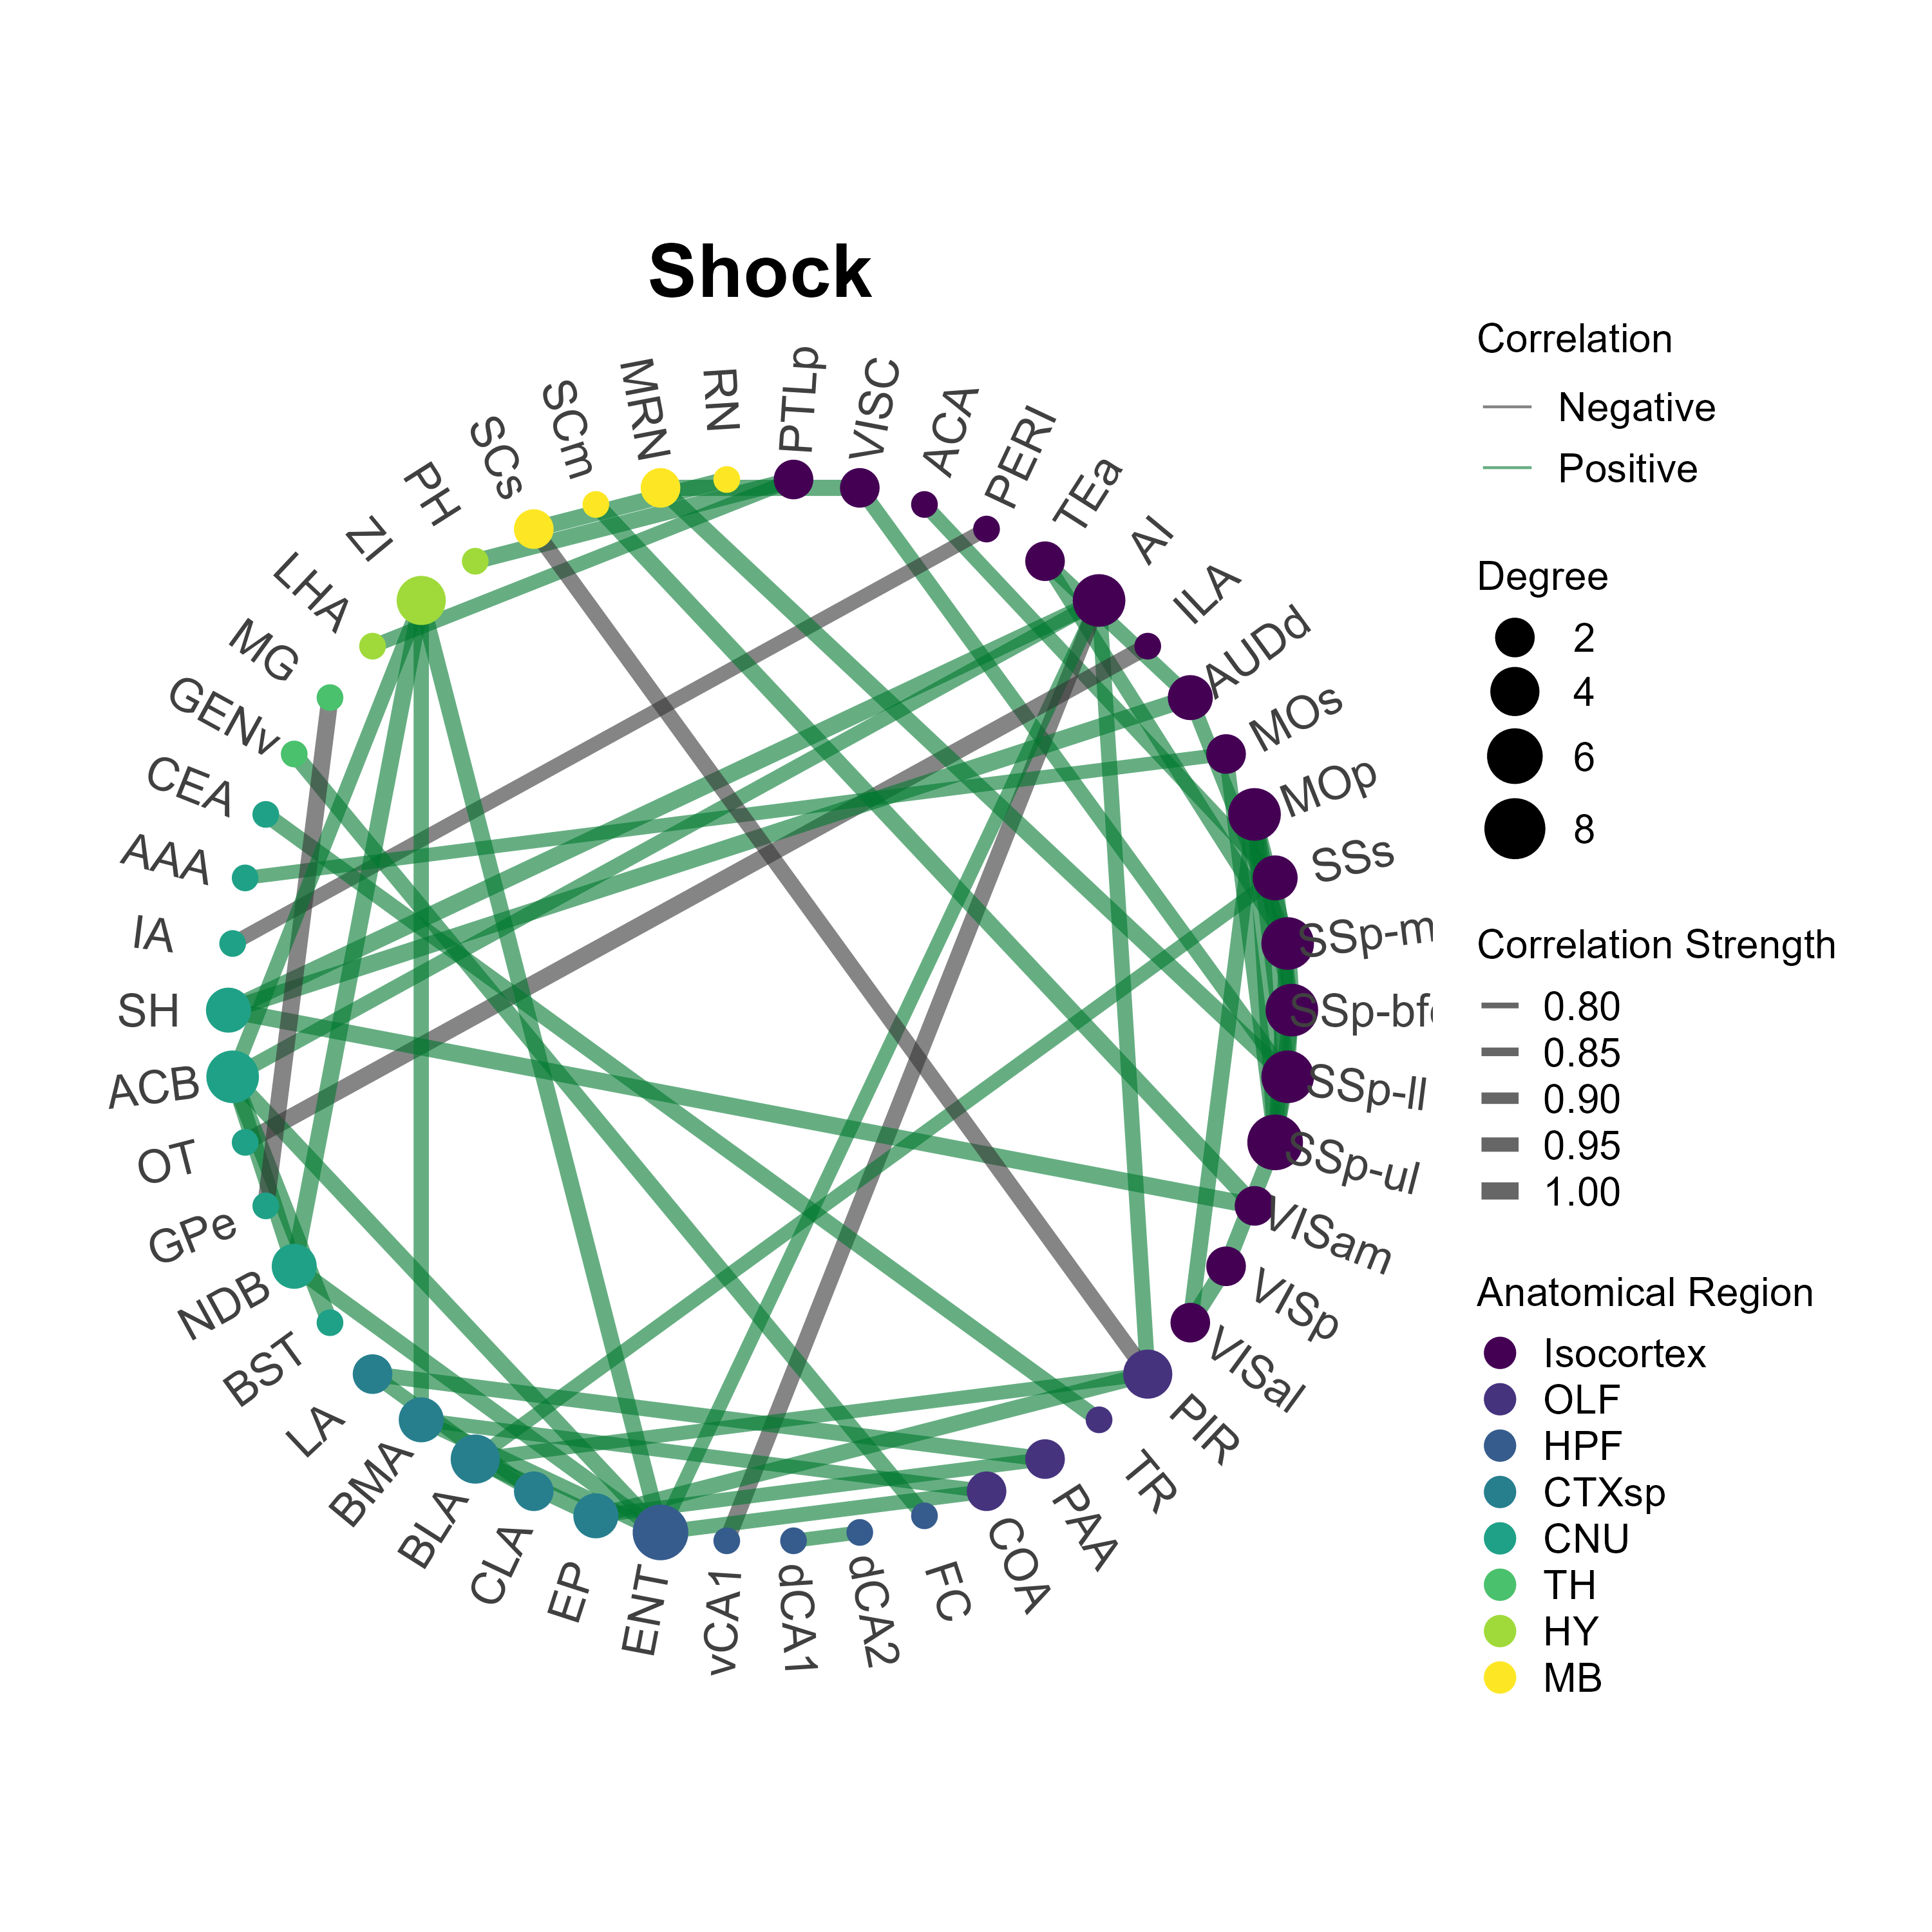 Shock
PTLp
VISC
ACA
PERI
TEa
AI
ILA
AUDd
MOs
MOp
SSs
SSp-m
SSp-bf
SSp-ll
SSp-ul
VISam
VISp
VISal
PIR
TR
PAA
COA
FC
dCA2
dCA1
vCA1
ENT
EP
CLA
BLA
BMA
LA
BST
NDB
GPe
OT
ACB
SH
IA
AAA
CEA
GENv
MG
LHA
ZI
PH
SCs
SCm
MRN
RN
Correlation
Negative
Positive
Degree
2
4
6
8
Correlation Strength
0.80
0.85
0.90
0.95
1.00
Anatomical Region
Isocortex
OLF
HPF
CTXsp
CNU
TH
HY
MB